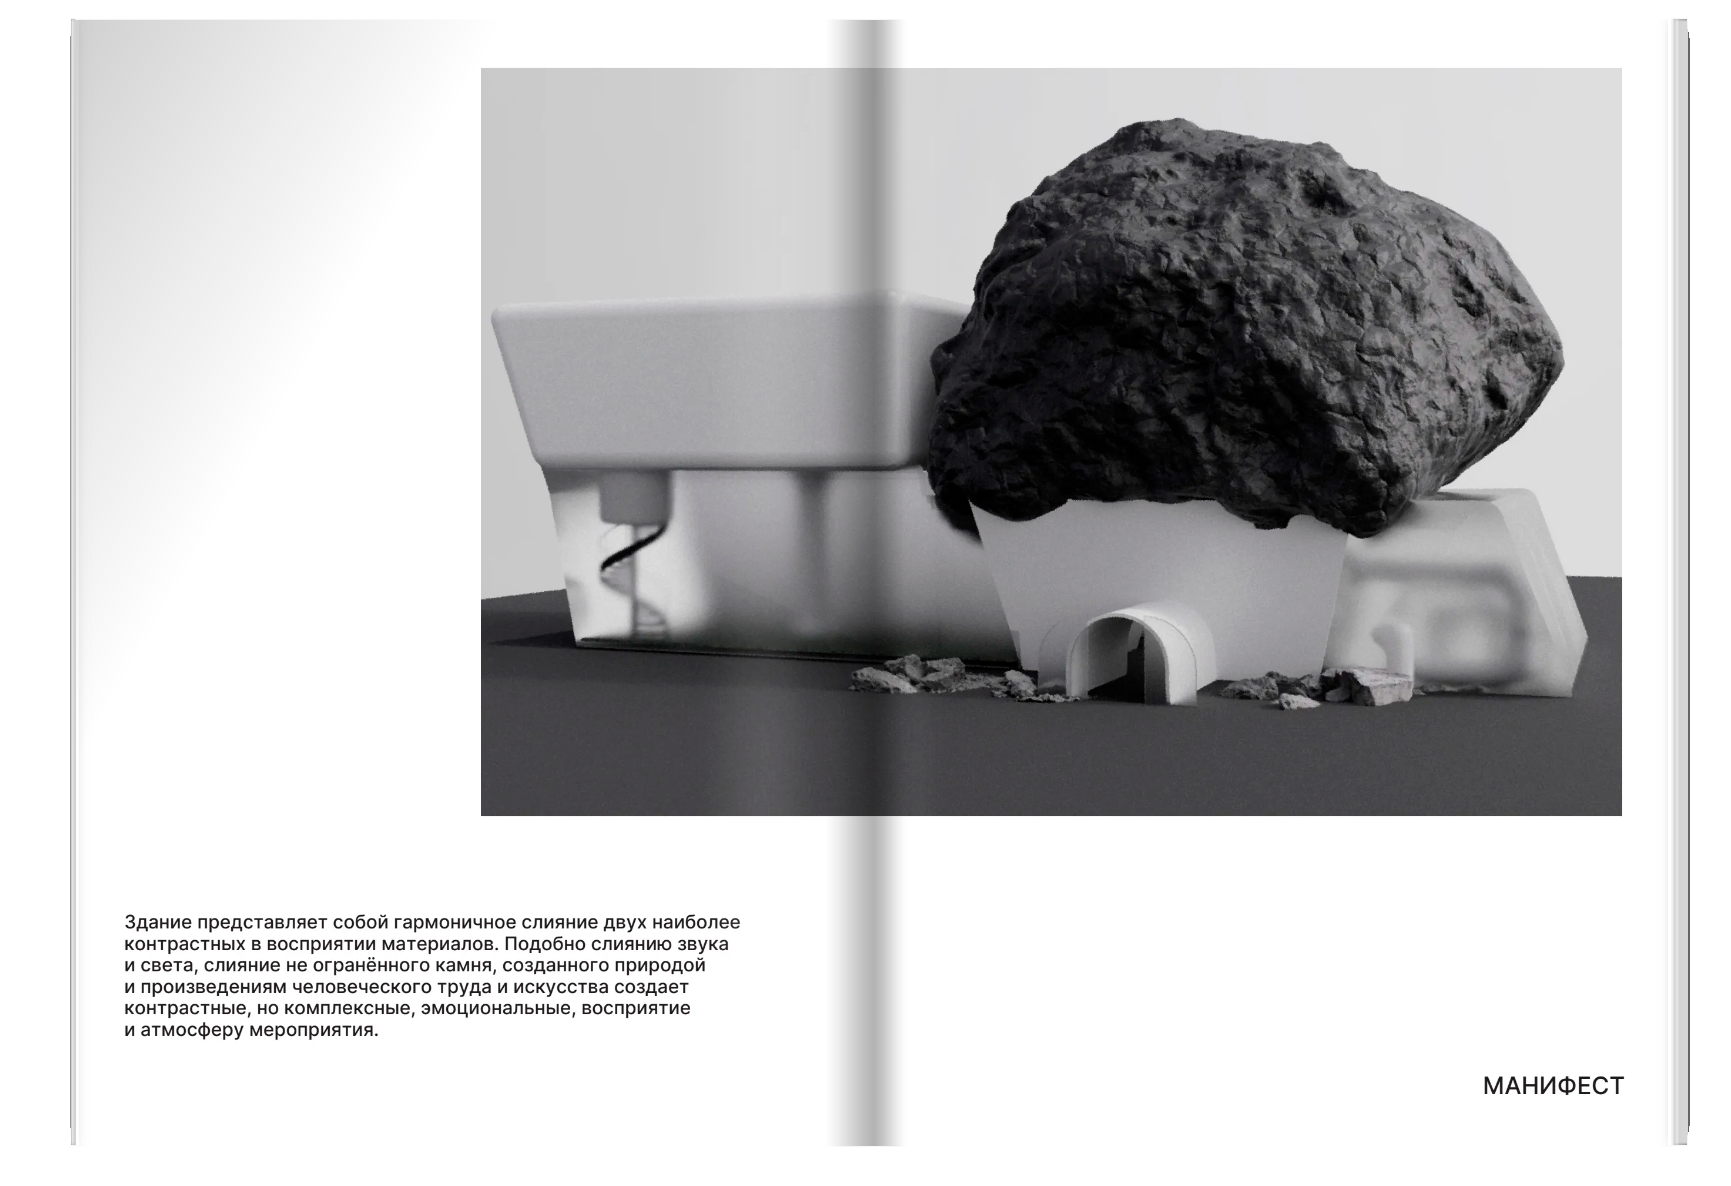 Здание представляет собой гармоничное слияние двух наиболее
контрастных в восприятии материалов. Подобно слиянию звука
и света, слияние не огранённого камня, созданного природой
и произведениям человеческого труда и искусства создает
контрастные, но комплексные, эмоциональные, восприятие
и атмосферу мероприятия.
МАНИФЕСТ